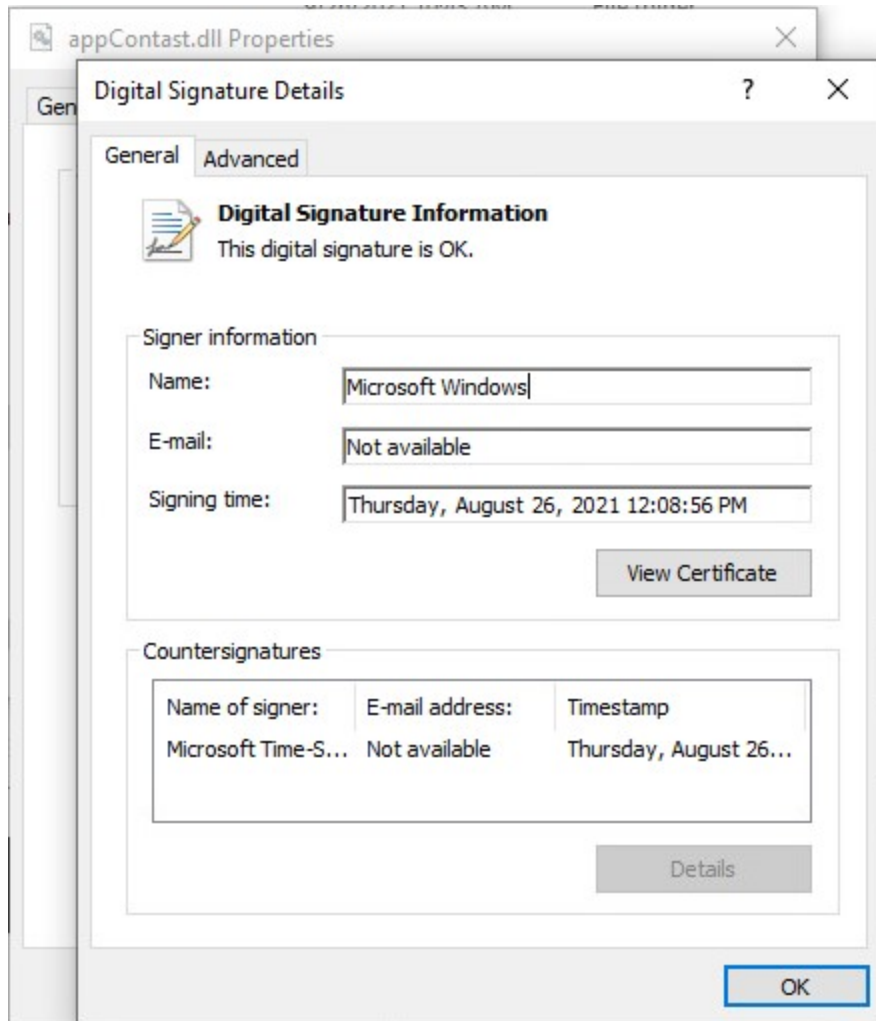 appContast.dll Properties
Digital Signature Details
Gen
General Advanced
Digital Signature Information
This digital signature is OK.
Signer information
Name: Microsoft Windows
E-mail: Not available
Signing time: Thursday, August 26, 2021 12:08:56 PM
View Certificate
Countersignatures
Name of signer: E-mail address: Timestamp
Microsoft Time-S... Not available Thursday, August 26...
Details
OK